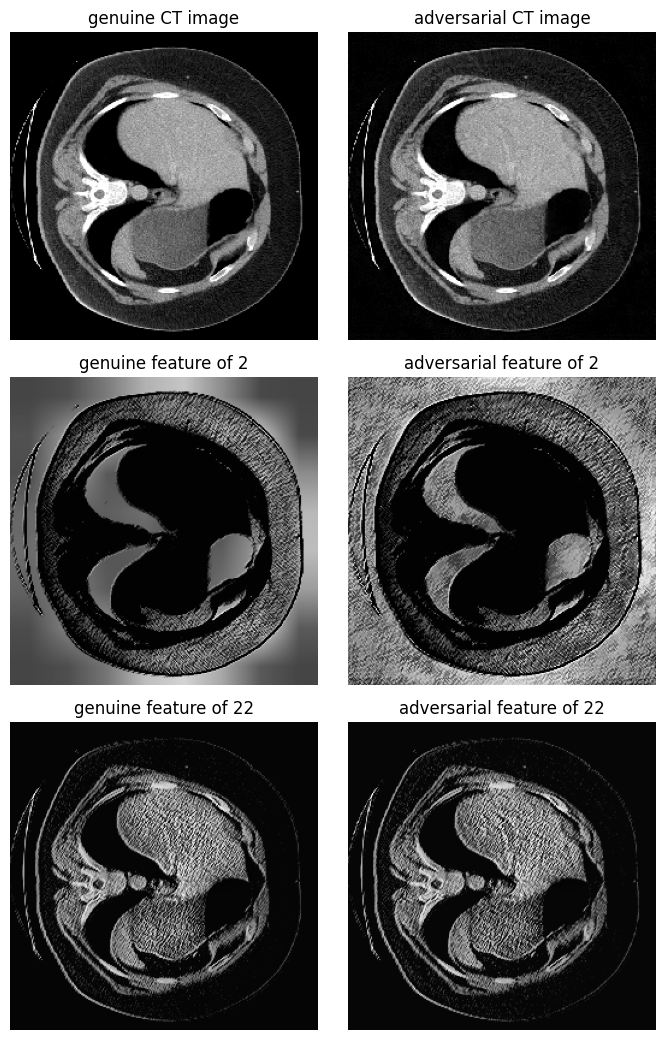 genuine CT image
adversarial CT image
genuine feature of 2
adversarial feature of 2
genuine feature of 22
adversarial feature of 22